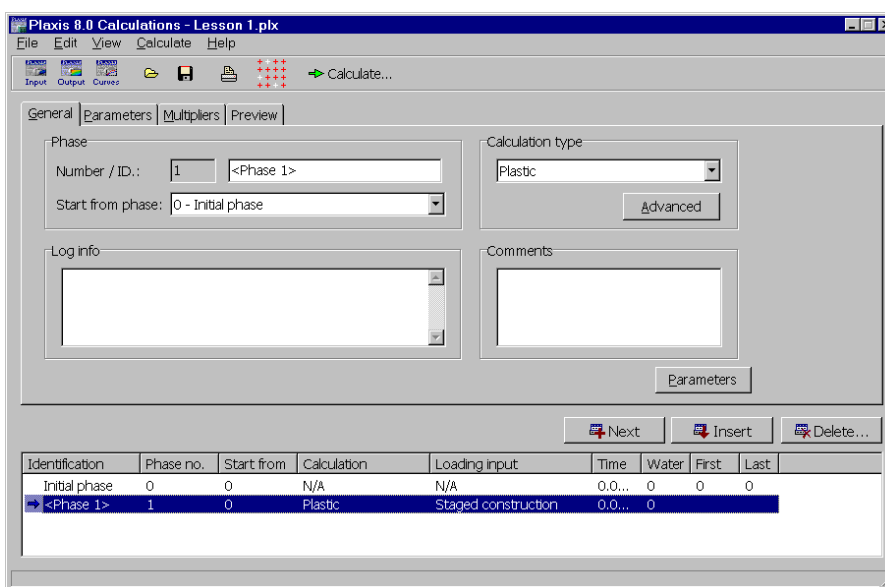 Plaxis 8.0 Calculations - Lesson 1.plx
File Edit View Calculate Help
Input Output Curves Calculate...
General Parameters Multipliers Preview
Phase
Number / ID.: 1 <Phase 1>
Start from phase: 0 - Initial phase
Calculation type
Plastic
Advanced
Log info
Comments
Parameters
Next Insert Delete...
Identification Phase no. Start from Calculation Loading input Time Water First Last
Initial phase 0 0 N/A N/A 0.0... 0 0 0
<Phase 1> 1 0 Plastic Staged construction 0.0... 0